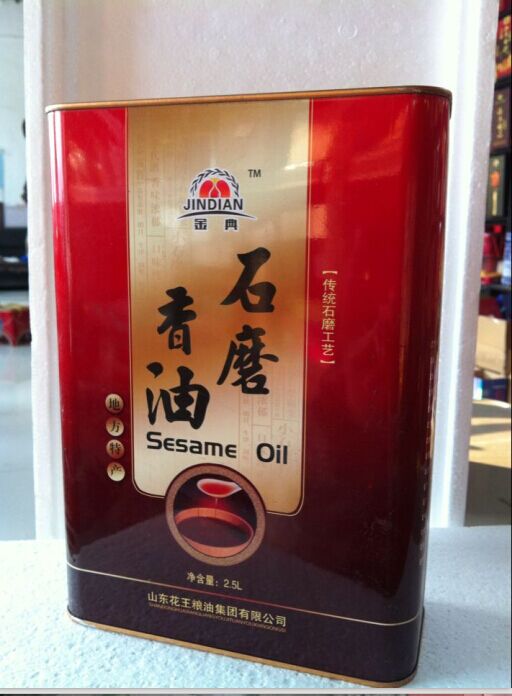 TM
JINDIAN
金典
石磨
香油
Sesame Oil
【传统石磨工艺】
地方特产
净含量：2.5L
山东花王粮油集团有限公司